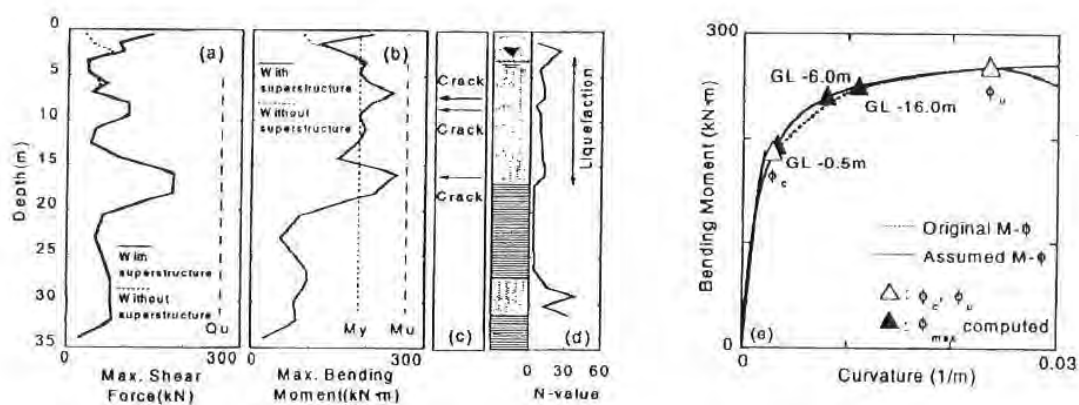 0
5
10
15
20
25
30
35
Depth(m)
(a)
With
superstructure
Without
superstructure
Qu
0
300
Max. Shear
Force(kN)
(b)
With
superstructure
Without
superstructure
My
Mu
0
300
Max. Bending
Moment(kN·m)
Crack
Crack
Crack
(c)
Liquefaction
(d)
0 30 60
N-value
300
Bending Moment (kN·m)
0
GL -6.0m
GL -16.0m
GL -0.5m
ϕc
ϕu
Original M-ϕ
Assumed M-ϕ
△: ϕc, ϕu
▲: ϕmax computed
(e)
0
0.03
Curvature (1/m)